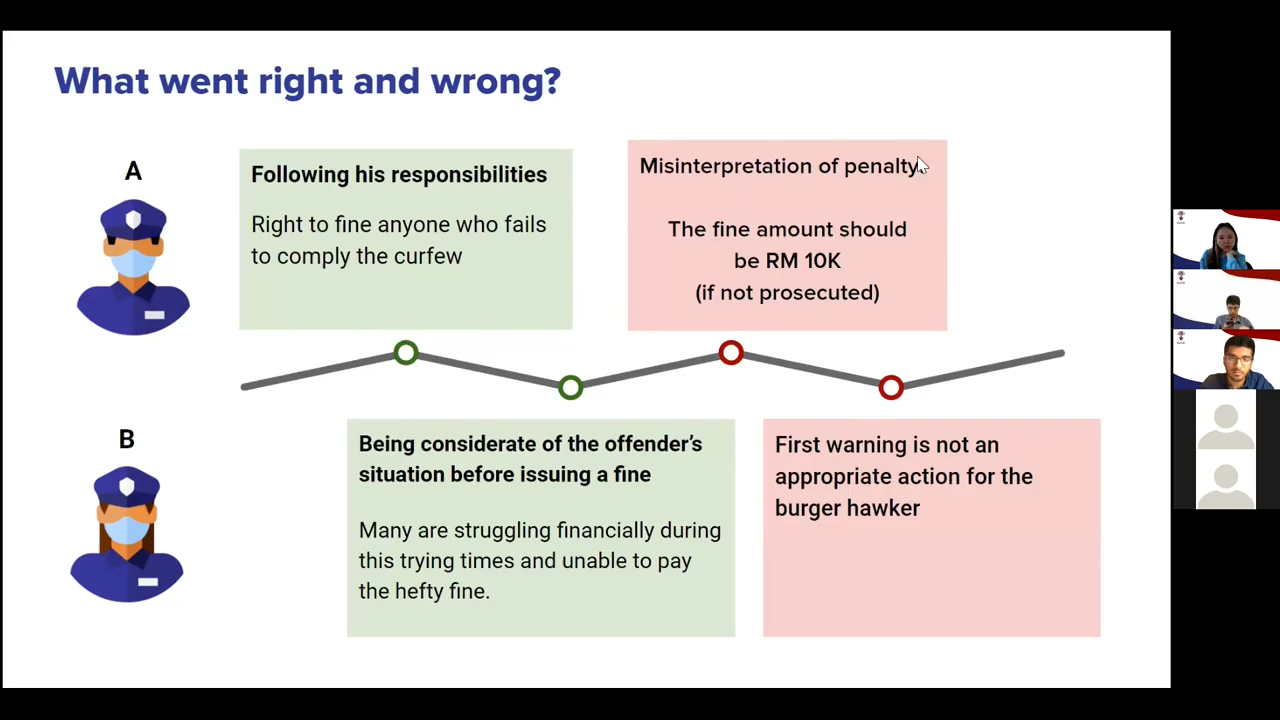 What went right and wrong?
A
Following his responsibilities
Right to fine anyone who fails
to comply the curfew
Misinterpretation of penalty
The fine amount should
be RM 10K
(if not prosecuted)
B
Being considerate of the offender’s
situation before issuing a fine
Many are struggling financially during
this trying times and unable to pay
the hefty fine.
First warning is not an
appropriate action for the
burger hawker